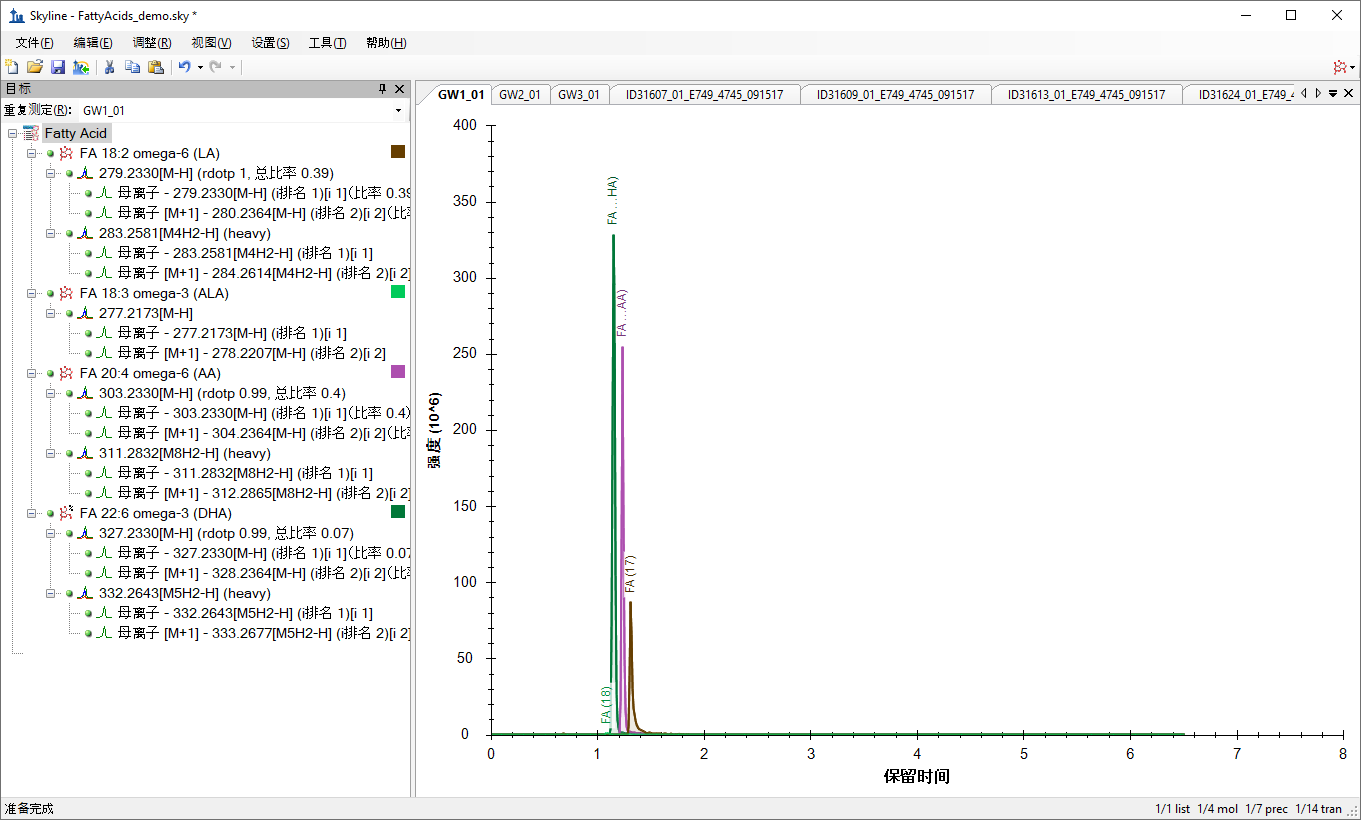 Skyline - FattyAcids_demo.sky *
文件(F) 编辑(E) 调整(R) 视图(V) 设置(S) 工具(T) 帮助(H)
目标
重复测定(R): GW1_01
Fatty Acid
FA 18:2 omega-6 (LA)
279.2330[M-H] (rdotp 1, 总比率 0.39)
母离子 - 279.2330[M-H] (i排名 1)[i 1](比率 0.39
母离子 [M+1] - 280.2364[M-H] (i排名 2)[i 2](比
283.2581[M4H2-H] (heavy)
母离子 - 283.2581[M4H2-H] (i排名 1)[i 1]
母离子 [M+1] - 284.2614[M4H2-H] (i排名 2)[i 2]
FA 18:3 omega-3 (ALA)
277.2173[M-H]
母离子 - 277.2173[M-H] (i排名 1)[i 1]
母离子 [M+1] - 278.2207[M-H] (i排名 2)[i 2]
FA 20:4 omega-6 (AA)
303.2330[M-H] (rdotp 0.99, 总比率 0.4)
母离子 - 303.2330[M-H] (i排名 1)[i 1](比率 0.4)
母离子 [M+1] - 304.2364[M-H] (i排名 2)[i 2](比
311.2832[M8H2-H] (heavy)
母离子 - 311.2832[M8H2-H] (i排名 1)[i 1]
母离子 [M+1] - 312.2865[M8H2-H] (i排名 2)[i 2]
FA 22:6 omega-3 (DHA)
327.2330[M-H] (rdotp 0.99, 总比率 0.07)
母离子 - 327.2330[M-H] (i排名 1)[i 1](比率 0.07
母离子 [M+1] - 328.2364[M-H] (i排名 2)[i 2](比
332.2643[M5H2-H] (heavy)
母离子 - 332.2643[M5H2-H] (i排名 1)[i 1]
母离子 [M+1] - 333.2677[M5H2-H] (i排名 2)[i 2]
GW1_01 GW2_01 GW3_01 ID31607_01_E749_4745_091517 ID31609_01_E749_4745_091517 ID31613_01_E749_4745_091517 ID31624_01_E749_4
400
350
300
250
200
150
100
50
0
强度 (10^6)
FA ...HA)
FA ...AA)
FA (17)
FA (18)
0 1 2 3 4 5 6 7 8
保留时间
准备完成
1/1 list 1/4 mol 1/7 prec 1/14 tran